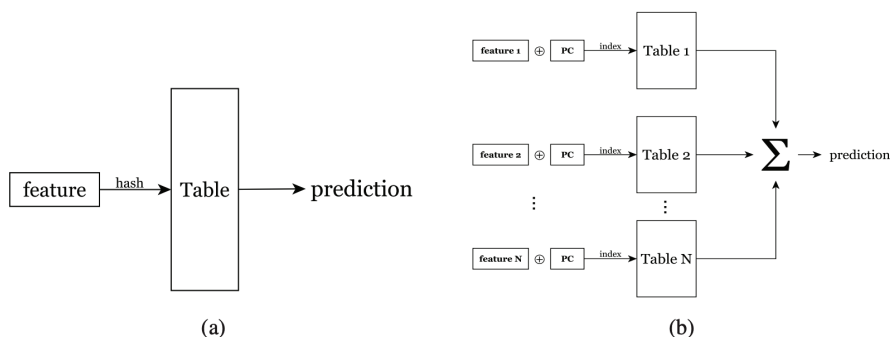 feature
hash
Table
prediction
(a)
feature 1 ⊕ PC
index
Table 1
feature 2 ⊕ PC
index
Table 2
Σ
prediction
⋮
⋮
feature N ⊕ PC
index
Table N
(b)